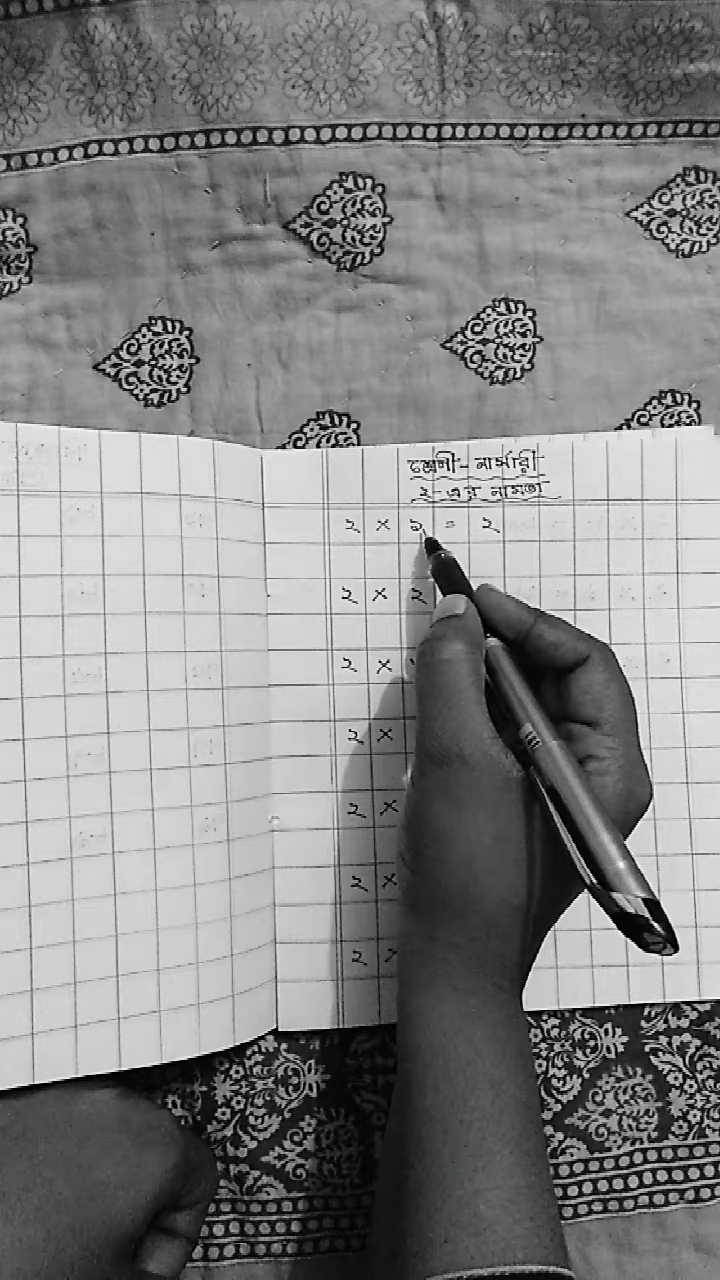 শ্রেণী - নার্সারী
২ - এর নামতা
২ × ১ = ২
২ × ২
২ ×
২ ×
২ ×
২ ×
২ ×